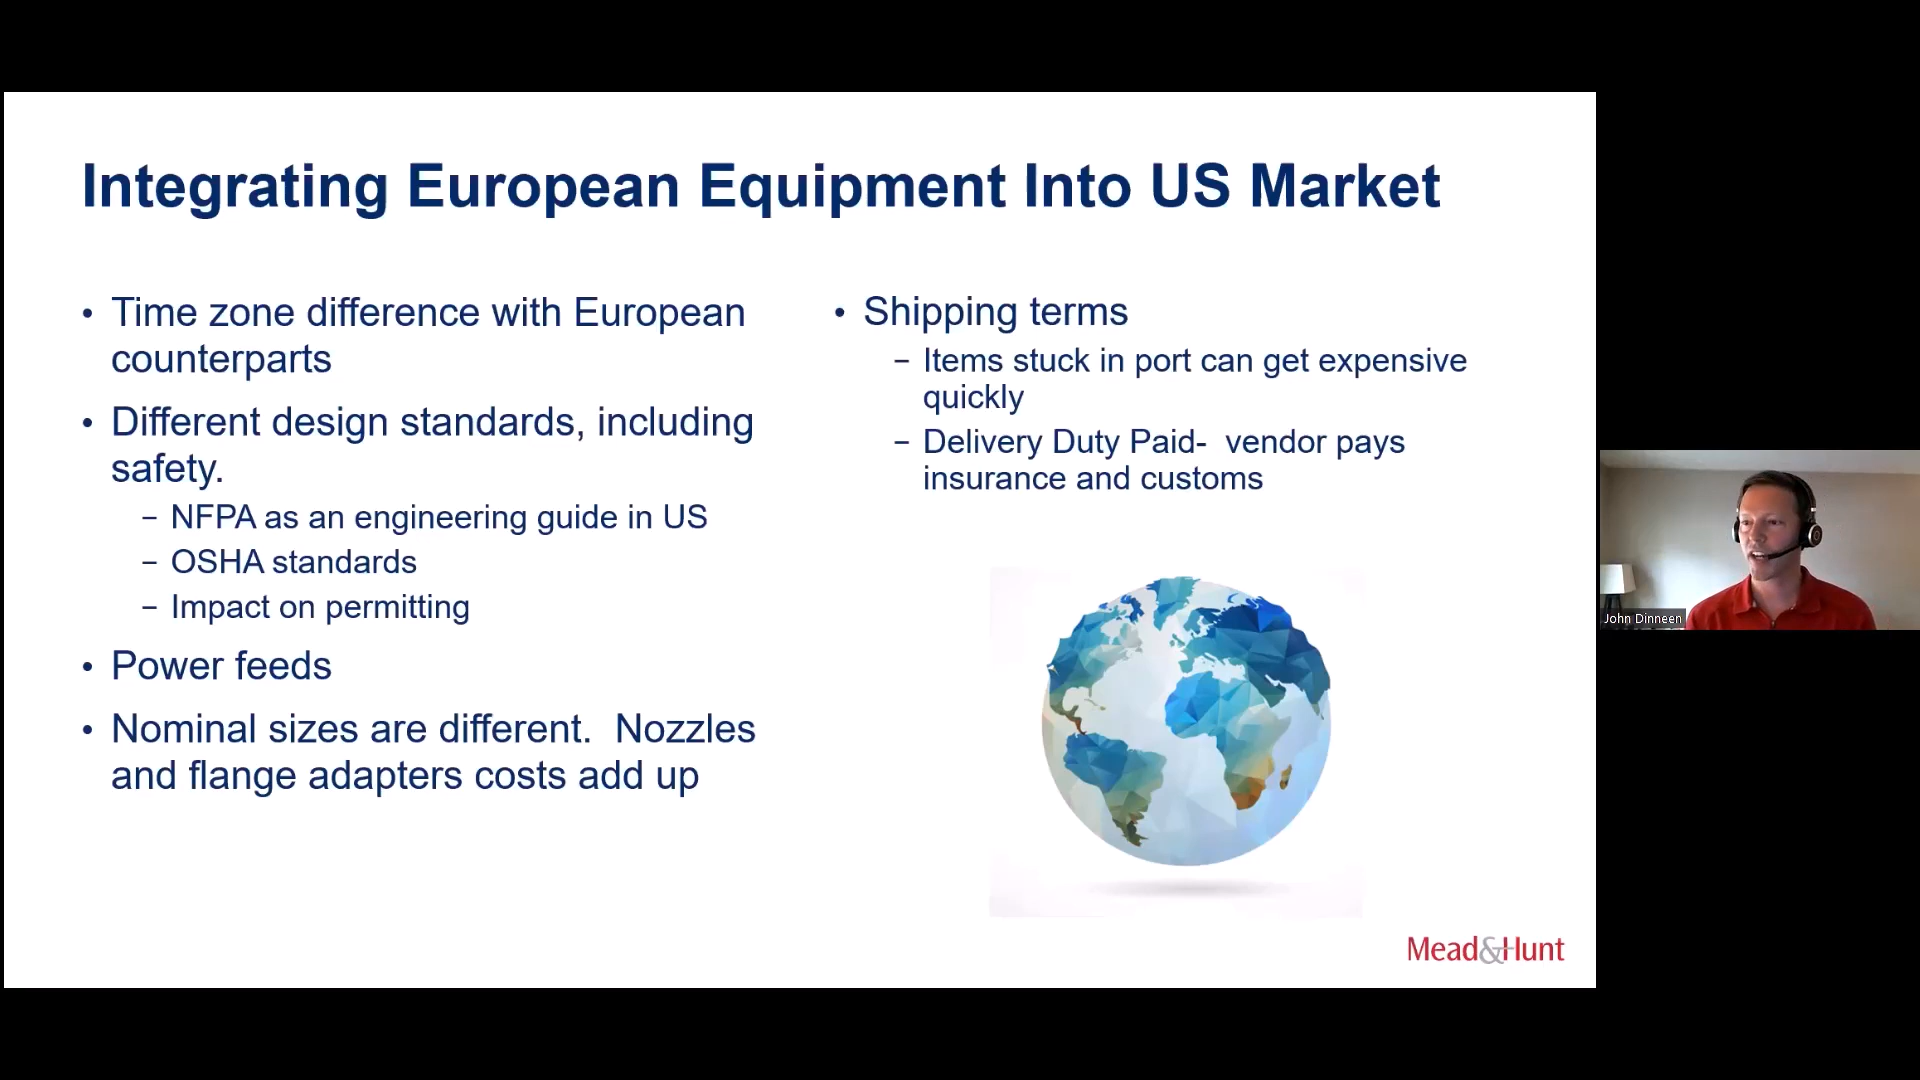 Integrating European Equipment Into US Market
• Time zone difference with European
counterparts
• Different design standards, including
safety.
− NFPA as an engineering guide in US
− OSHA standards
− Impact on permitting
• Power feeds
• Nominal sizes are different.  Nozzles
and flange adapters costs add up
• Shipping terms
− Items stuck in port can get expensive
quickly
− Delivery Duty Paid-  vendor pays
insurance and customs
Mead&Hunt
John Dinneen